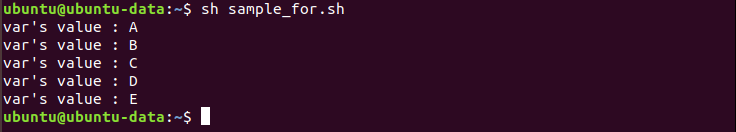 ubuntu@ubuntu-data:~$ sh sample_for.sh
var's value : A
var's value : B
var's value : C
var's value : D
var's value : E
ubuntu@ubuntu-data:~$